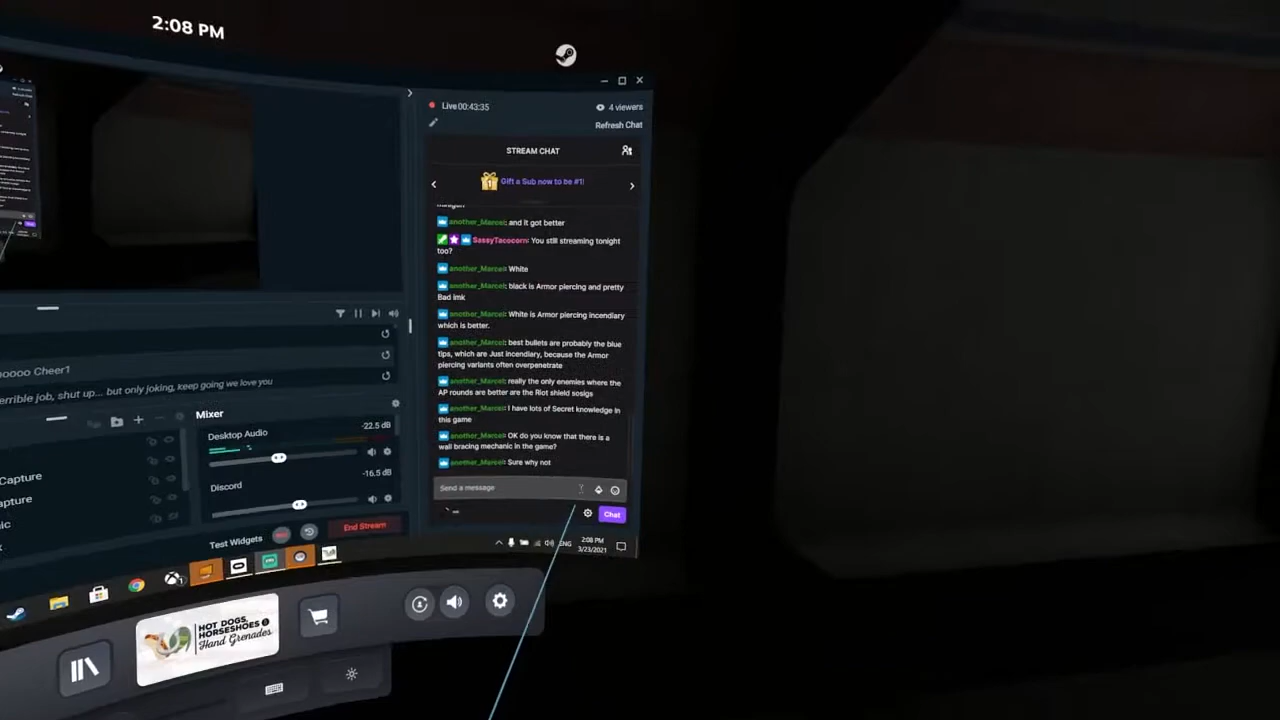 2:08 PM
Live 00:43:35
4 viewers
Refresh Chat
STREAM CHAT
Gift a Sub now to be #1!
another_Marcel: and it got better
SassyTacocorn: You still streaming tonight
too?
another_Marcel: White
another_Marcel: black is Armor piercing and pretty
Bad imk
another_Marcel: White is Armor piercing incendiary
which is better.
another_Marcel: best bullets are probably the blue
tips, which are Just incendiary, because the Armor
piercing variants often overpenetrate
another_Marcel: really the only enemies where the
AP rounds are better are the Riot shield sosigs
another_Marcel: I have lots of Secret knowledge in
this game
another_Marcel: OK do you know that there is a
wall bracing mechanic in the game?
another_Marcel: Sure why not
Send a message
Chat
ooooo Cheer1
errible job, shut up... but only joking, keep going we love you
Mixer
Desktop Audio
-22.5 dB
Discord
-16.5 dB
Capture
apture
Test Widgets
End Stream
ENG
2:08 PM
3/23/2021
HOT DOGS,
HORSESHOES &
Hand Grenades